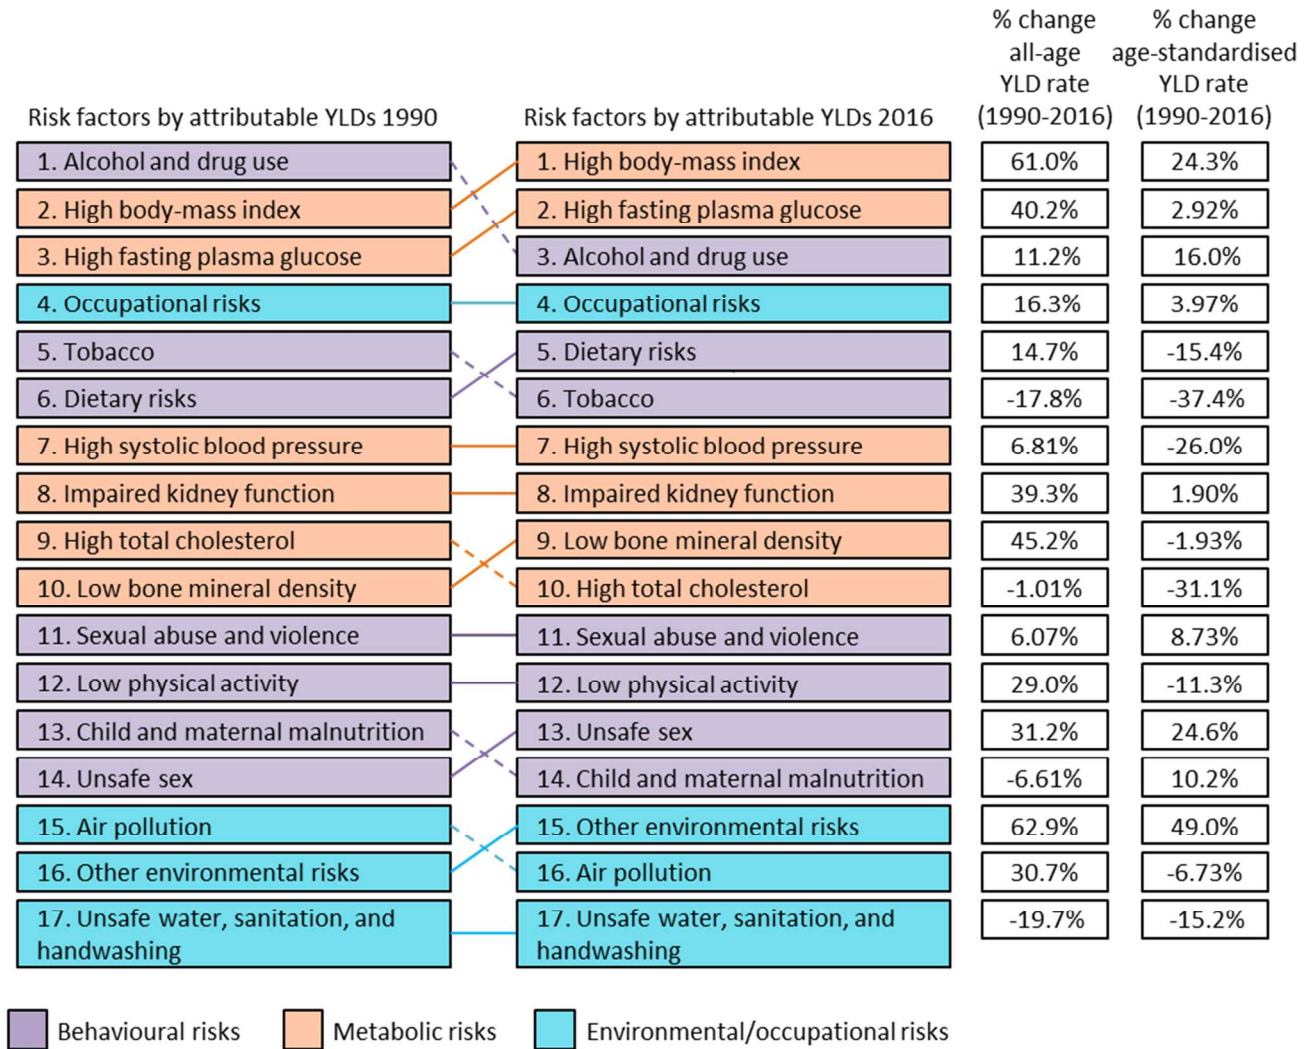 % change
all-age
YLD rate
(1990-2016)
% change
age-standardised
YLD rate
(1990-2016)
Risk factors by attributable YLDs 1990
Risk factors by attributable YLDs 2016
1. Alcohol and drug use
1. High body-mass index
61.0%
24.3%
2. High body-mass index
2. High fasting plasma glucose
40.2%
2.92%
3. High fasting plasma glucose
3. Alcohol and drug use
11.2%
16.0%
4. Occupational risks
4. Occupational risks
16.3%
3.97%
5. Tobacco
5. Dietary risks
14.7%
-15.4%
6. Dietary risks
6. Tobacco
-17.8%
-37.4%
7. High systolic blood pressure
7. High systolic blood pressure
6.81%
-26.0%
8. Impaired kidney function
8. Impaired kidney function
39.3%
1.90%
9. High total cholesterol
9. Low bone mineral density
45.2%
-1.93%
10. Low bone mineral density
10. High total cholesterol
-1.01%
-31.1%
11. Sexual abuse and violence
11. Sexual abuse and violence
6.07%
8.73%
12. Low physical activity
12. Low physical activity
29.0%
-11.3%
13. Child and maternal malnutrition
13. Unsafe sex
31.2%
24.6%
14. Unsafe sex
14. Child and maternal malnutrition
-6.61%
10.2%
15. Air pollution
15. Other environmental risks
62.9%
49.0%
16. Other environmental risks
16. Air pollution
30.7%
-6.73%
17. Unsafe water, sanitation, and
handwashing
17. Unsafe water, sanitation, and
handwashing
-19.7%
-15.2%
Behavioural risks
Metabolic risks
Environmental/occupational risks